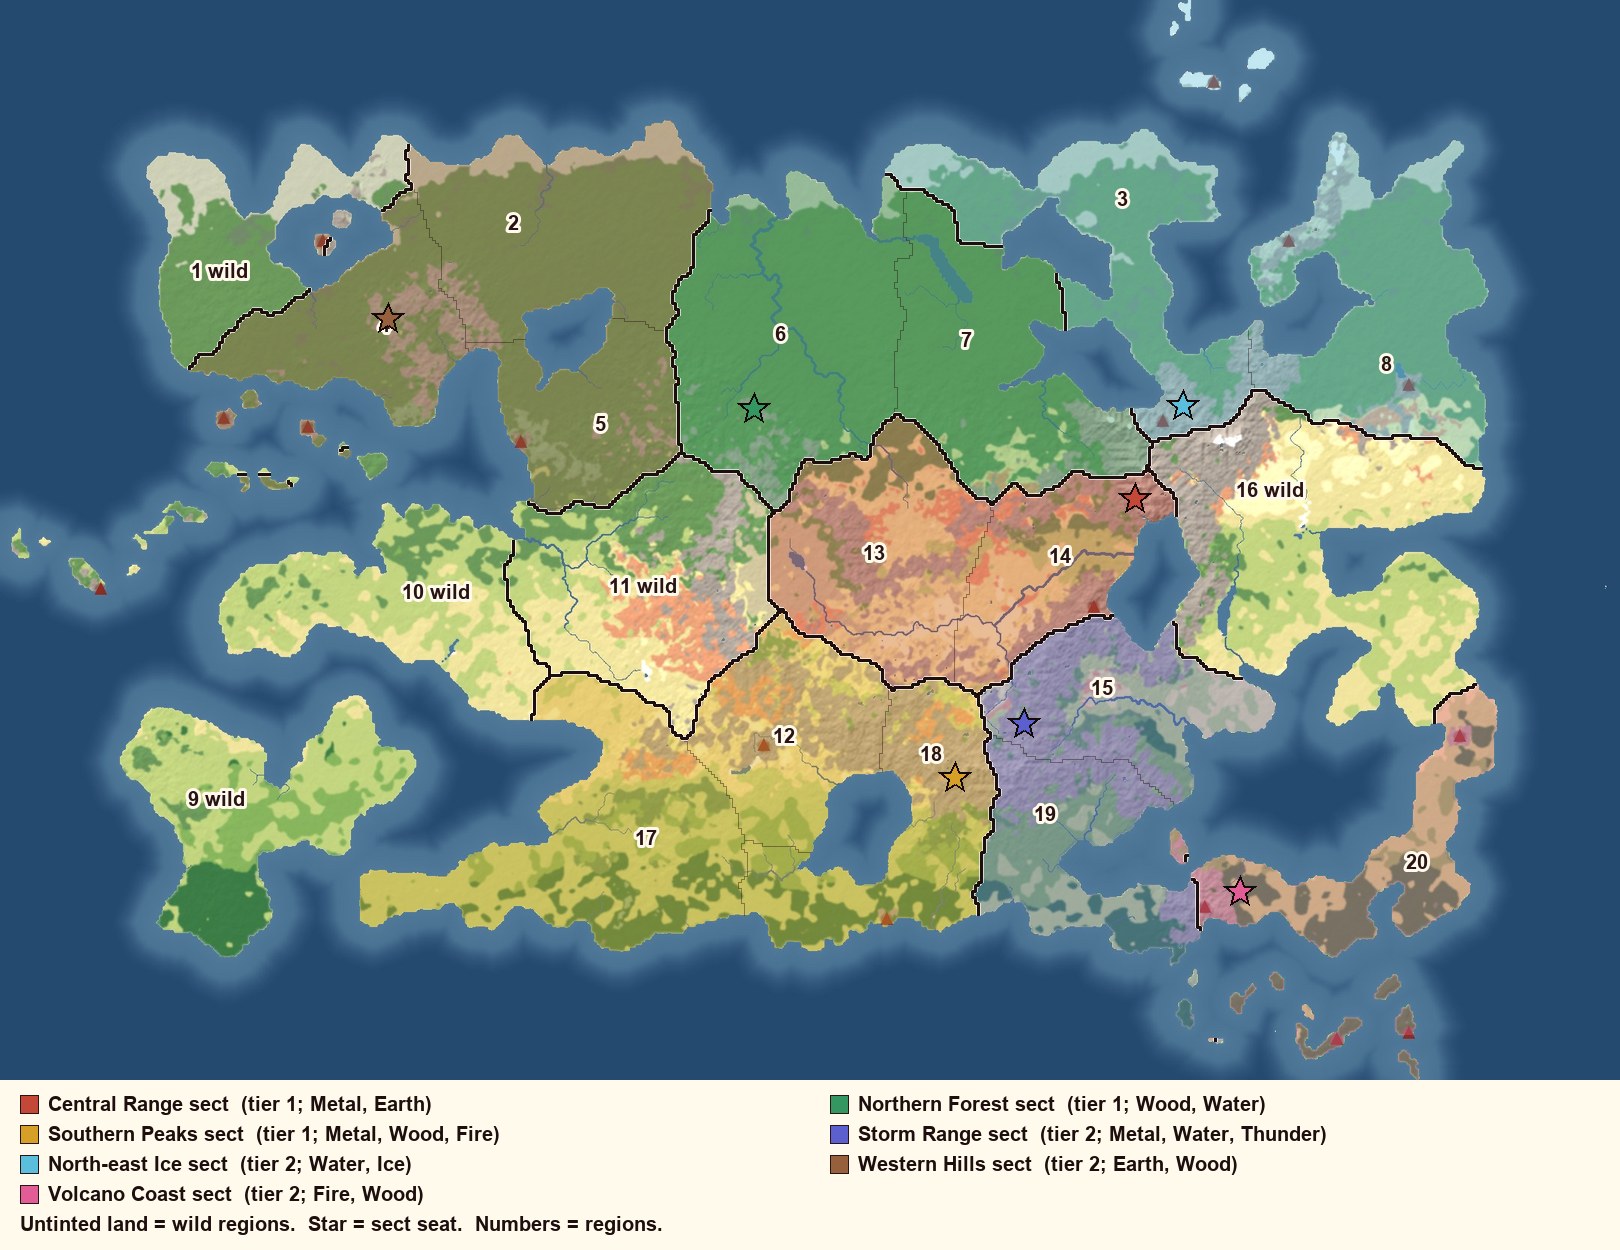 3
2
1 wild
6
7
8
5
16 wild
13
14
11 wild
10 wild
15
12
18
9 wild
19
17
20
Central Range sect (tier 1; Metal, Earth)
Northern Forest sect (tier 1; Wood, Water)
Southern Peaks sect (tier 1; Metal, Wood, Fire)
Storm Range sect (tier 2; Metal, Water, Thunder)
North-east Ice sect (tier 2; Water, Ice)
Western Hills sect (tier 2; Earth, Wood)
Volcano Coast sect (tier 2; Fire, Wood)
Untinted land = wild regions. Star = sect seat. Numbers = regions.